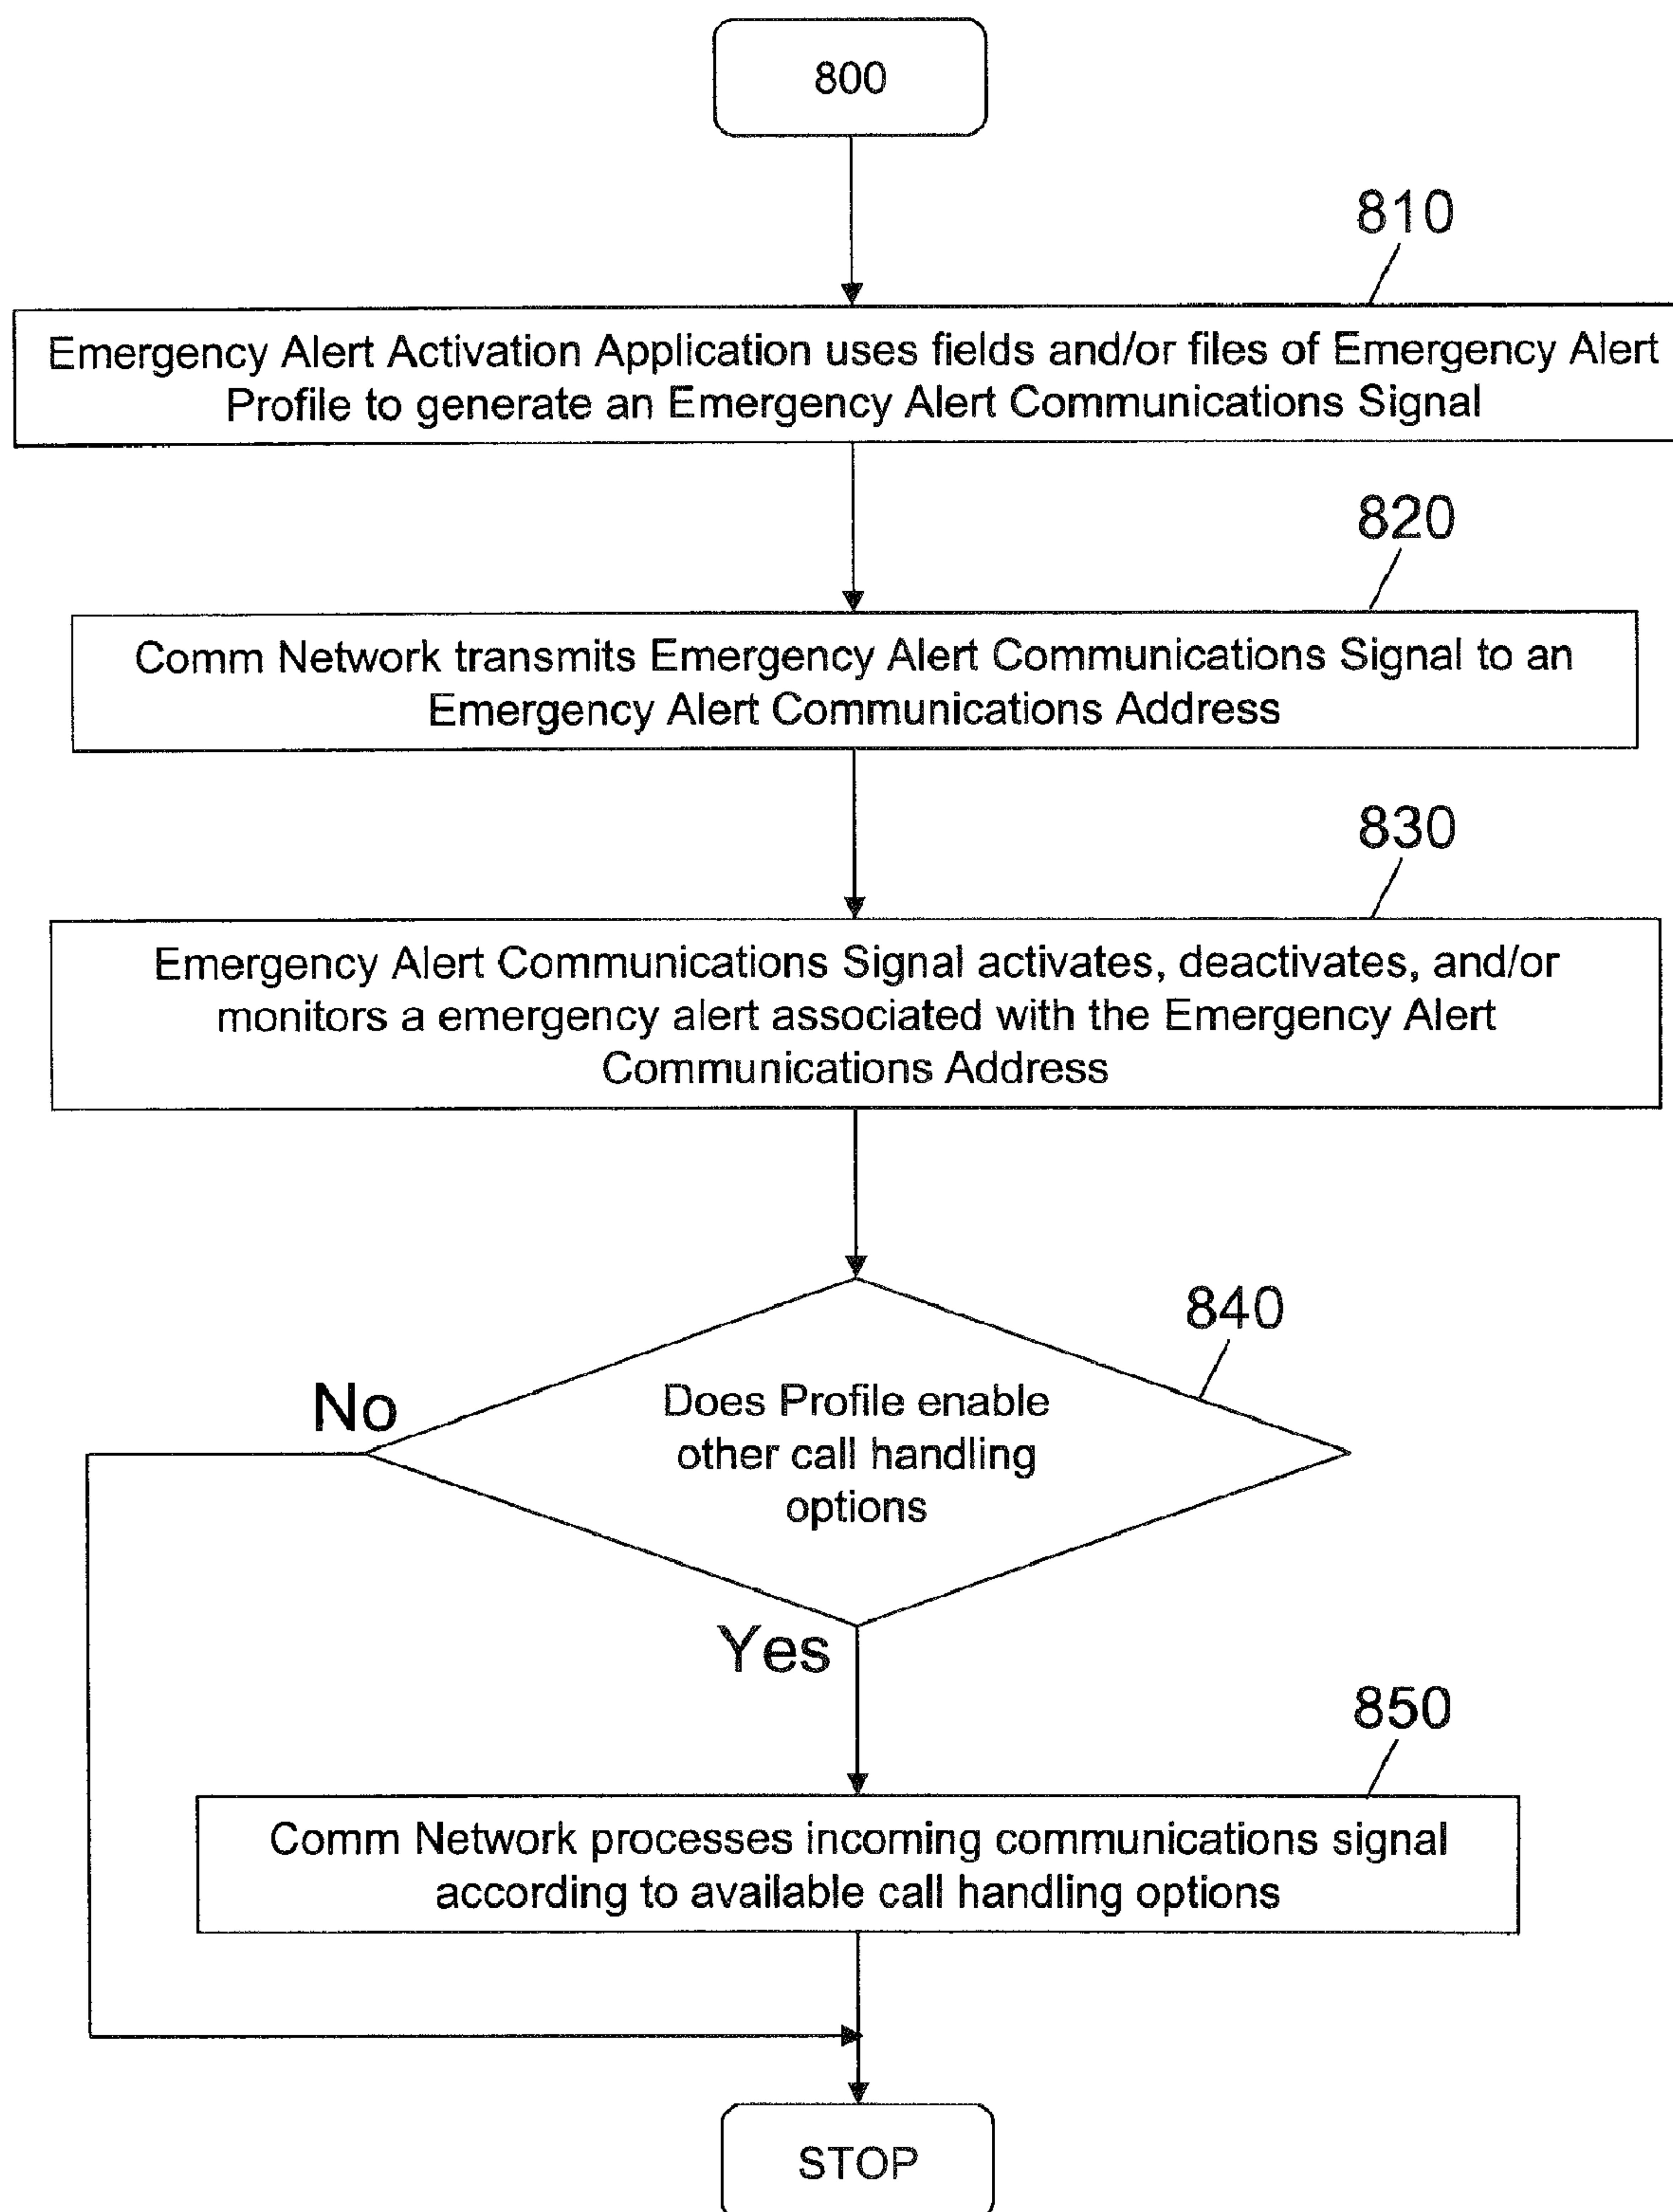 800
810
Emergency Alert Activation Application uses fields and/or files of Emergency Alert
Profile to generate an Emergency Alert Communications Signal
820
Comm Network transmits Emergency Alert Communications Signal to an
Emergency Alert Communications Address
830
Emergency Alert Communications Signal activates, deactivates, and/or
monitors a emergency alert associated with the Emergency Alert
Communications Address
840
No
Does Profile enable
other call handling
options
Yes
850
Comm Network processes incoming communications signal
according to available call handling options
STOP